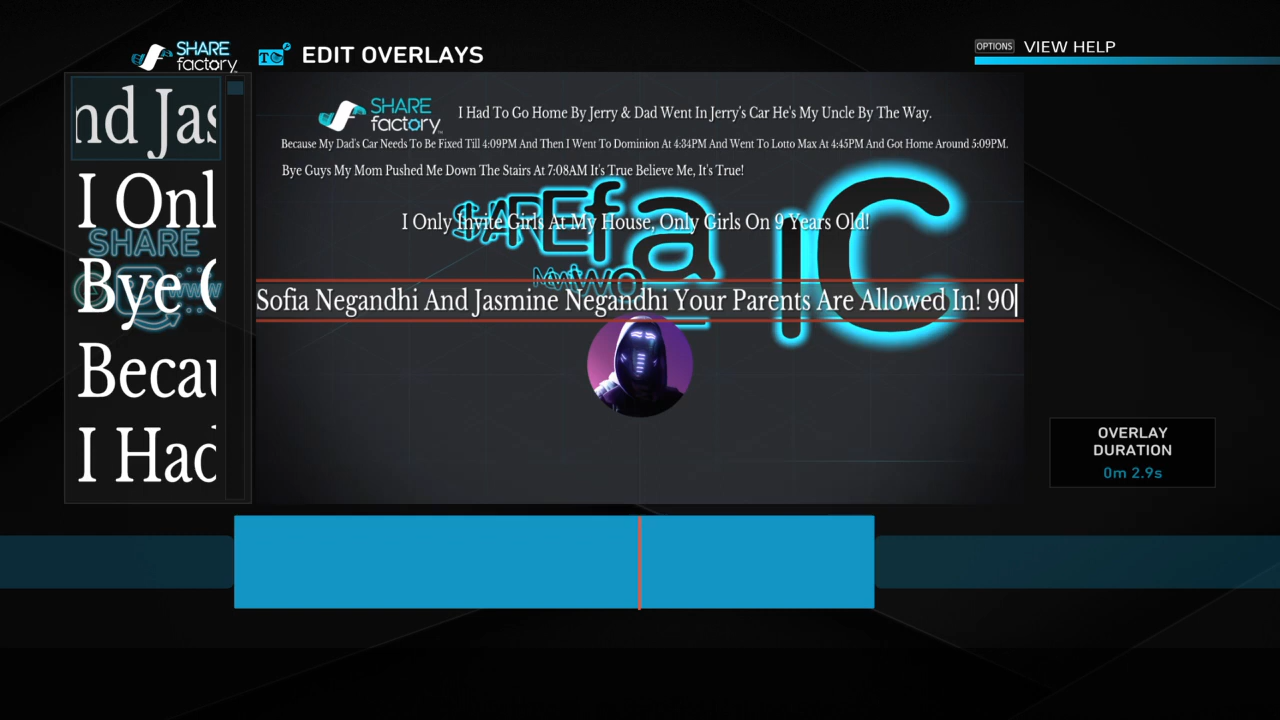 SHARE factory™
EDIT OVERLAYS
OPTIONS VIEW HELP
nd Jas
I Onl
Bye
Becau
I Had
SHARE
www
SHARE factory™
I Had To Go Home By Jerry & Dad Went In Jerry's Car He's My Uncle By The Way.
Because My Dad's Car Needs To Be Fixed Till 4:09PM And Then I Went To Dominion At 4:34PM And Went To Lotto Max At 4:45PM And Got Home Around 5:09PM.
Bye Guys My Mom Pushed Me Down The Stairs At 7:08AM It's True Believe Me, It's True!
I Only Invite Girls At My House, Only Girls On 9 Years Old!
Sofia Negandhi And Jasmine Negandhi Your Parents Are Allowed In! 90
OVERLAY
DURATION
0m 2.9s